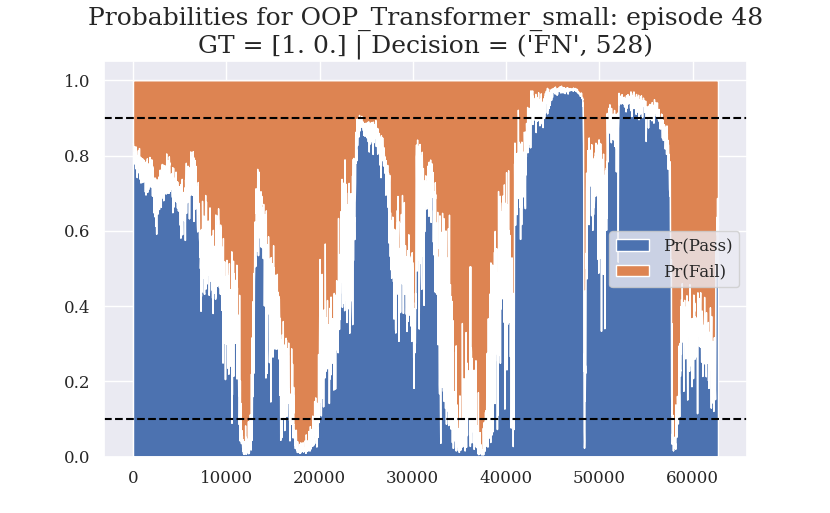 Probabilities for OOP_Transformer_small: episode 48
GT = [1. 0.] | Decision = ('FN', 528)
1.0
0.8
0.6
0.4
0.2
0.0
Pr(Pass)
Pr(Fail)
0 10000 20000 30000 40000 50000 60000